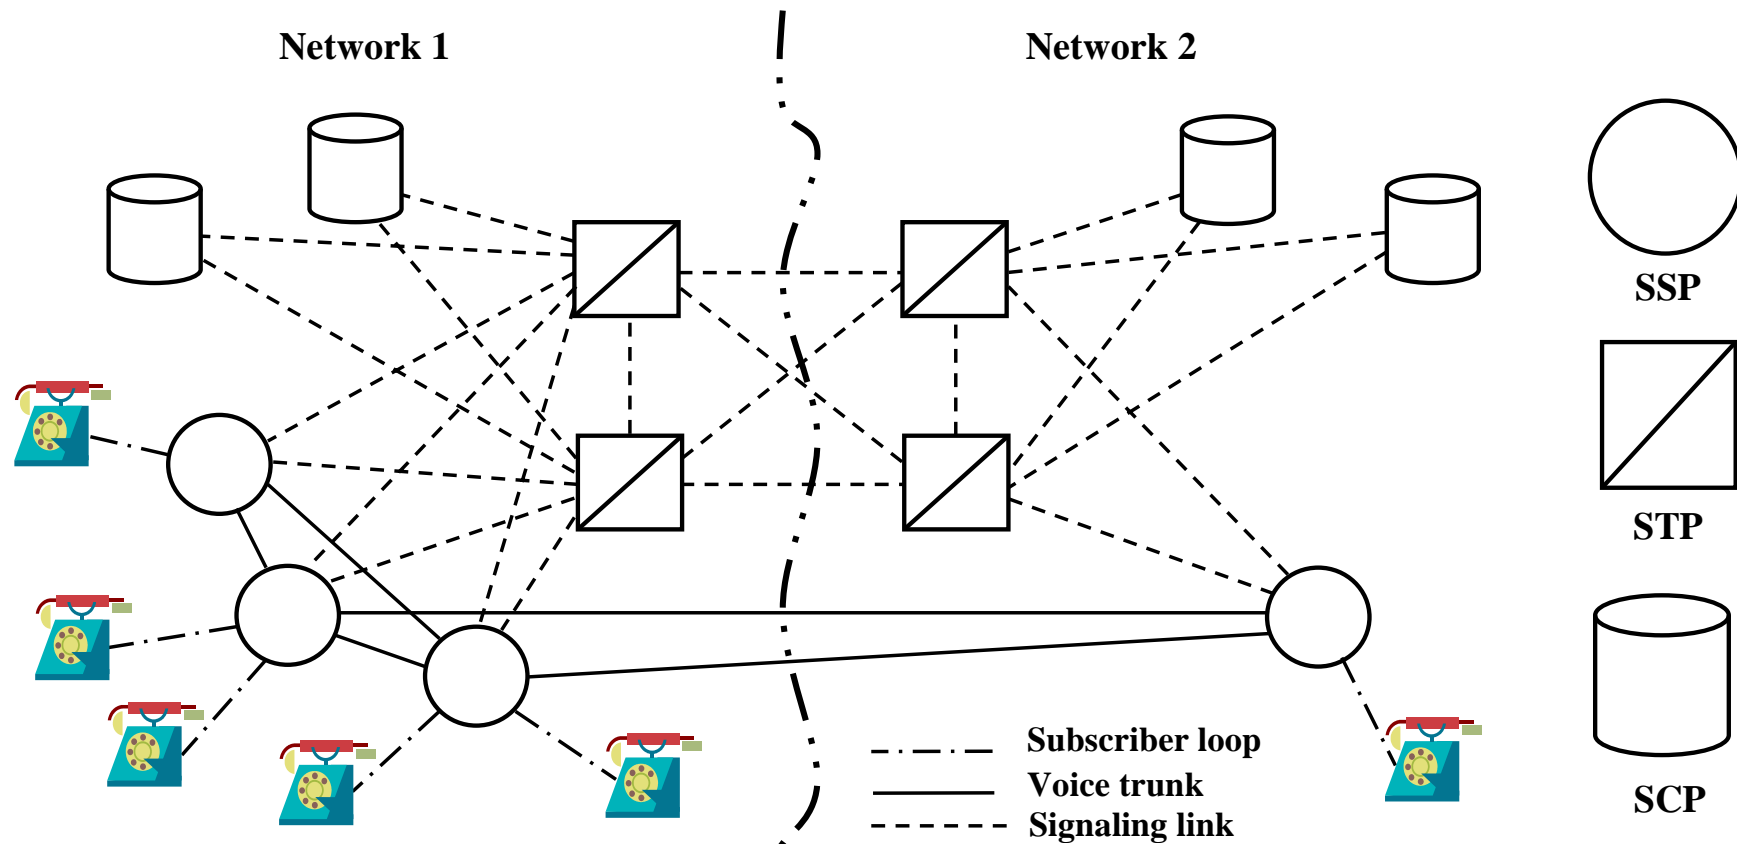 Network 1
Network 2
SSP
STP
SCP
Subscriber loop
Voice trunk
Signaling link